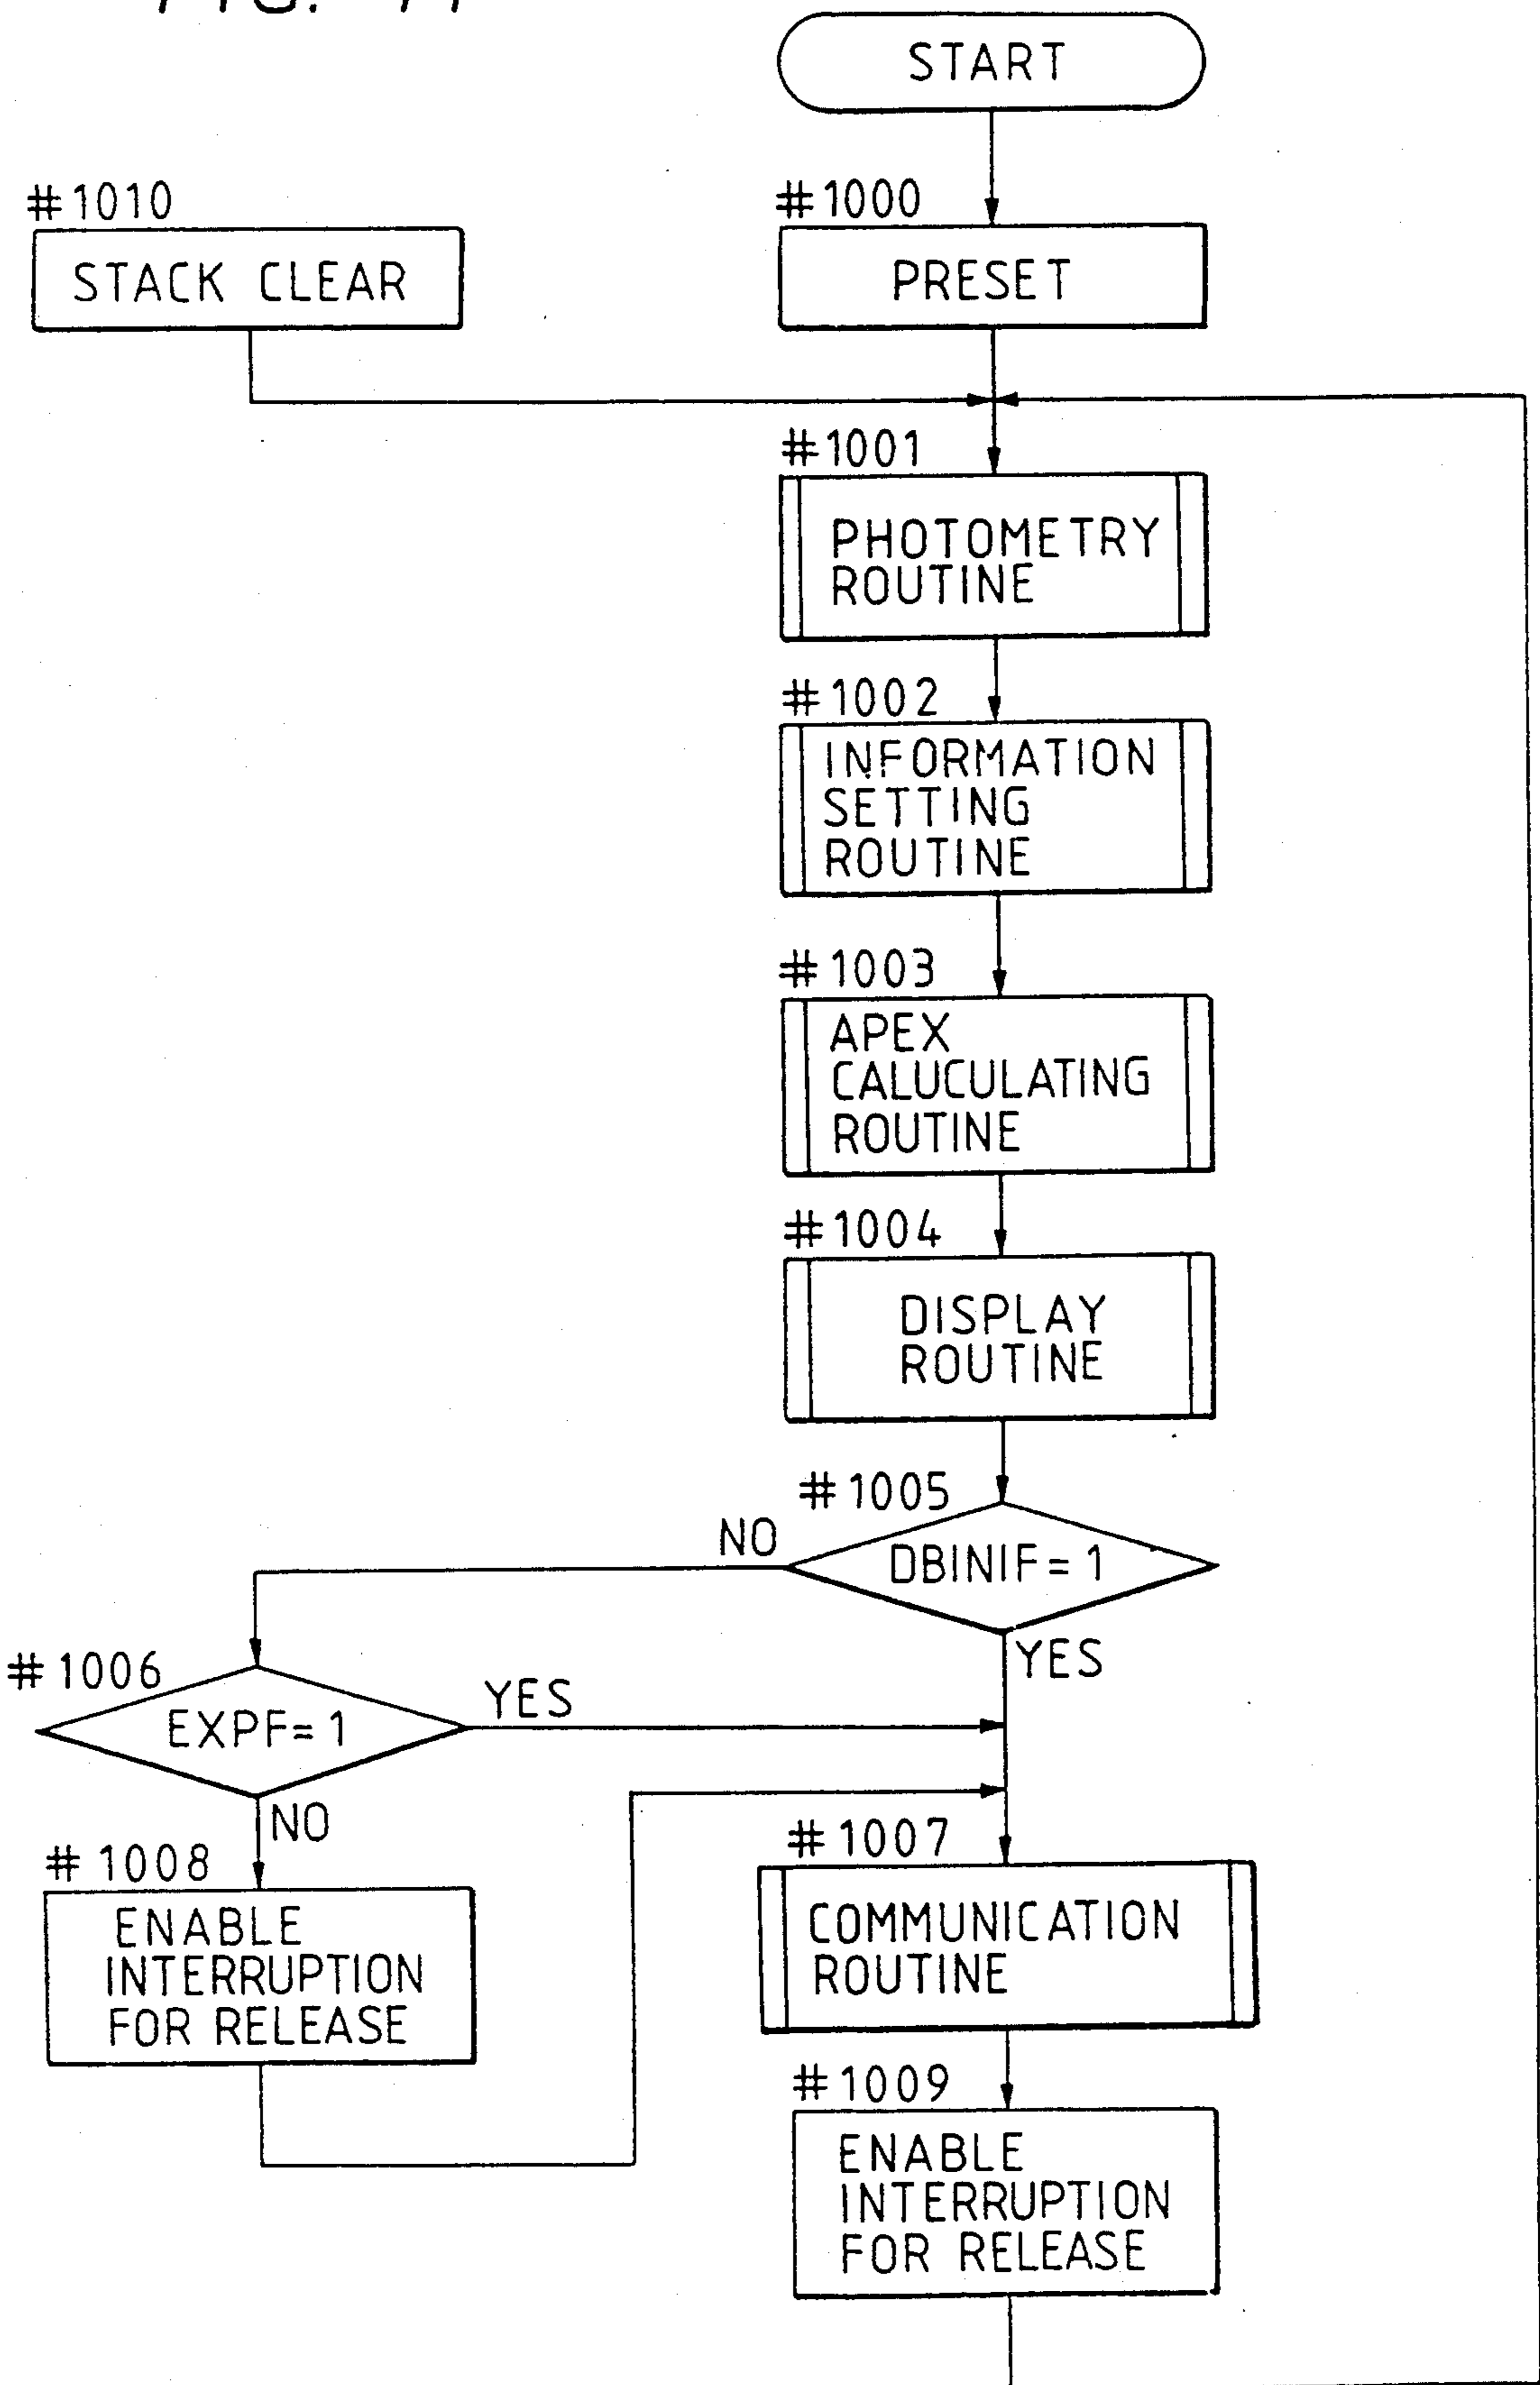 START
#1010
#1000
STACK CLEAR
PRESET
#1001
PHOTOMETRY
ROUTINE
#1002
INFORMATION
SETTING
ROUTINE
#1003
APEX
CALUCULATING
ROUTINE
#1004
DISPLAY
ROUTINE
#1005
NO
DBINIF=1
YES
#1006
YES
EXPF=1
NO
#1007
#1008
COMMUNICATION
ROUTINE
ENABLE
INTERRUPTION
FOR RELEASE
#1009
ENABLE
INTERRUPTION
FOR RELEASE